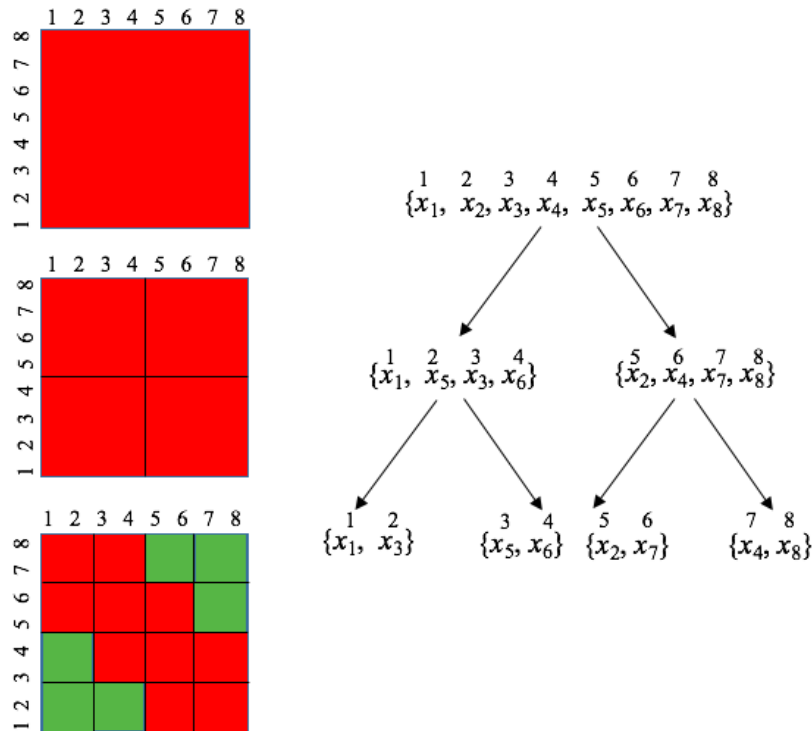 1 2 3 4 5 6 7 8
8
7
6
5
4
3
2
1
1 2 3 4 5 6 7 8
{x₁, x₂, x₃, x₄, x₅, x₆, x₇, x₈}
1 2 3 4 5 6 7 8
8
7
6
5
4
3
2
1
1 2 3 4
{x₁, x₅, x₃, x₆}
5 6 7 8
{x₂, x₄, x₇, x₈}
1 2 3 4 5 6 7 8
8
7
6
5
4
3
2
1
1 2
{x₁, x₃}
3 4
{x₅, x₆}
5 6
{x₂, x₇}
7 8
{x₄, x₈}